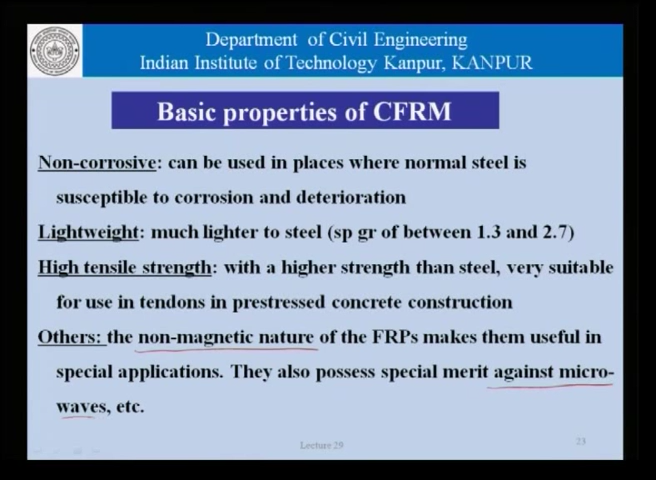 Department of Civil Engineering
Indian Institute of Technology Kanpur, KANPUR
Basic properties of CFRM
Non-corrosive: can be used in places where normal steel is
susceptible to corrosion and deterioration
Lightweight: much lighter to steel (sp gr of between 1.3 and 2.7)
High tensile strength: with a higher strength than steel, very suitable
for use in tendons in prestressed concrete construction
Others: the non-magnetic nature of the FRPs makes them useful in
special applications. They also possess special merit against micro-
waves, etc.
Lecture 29
23